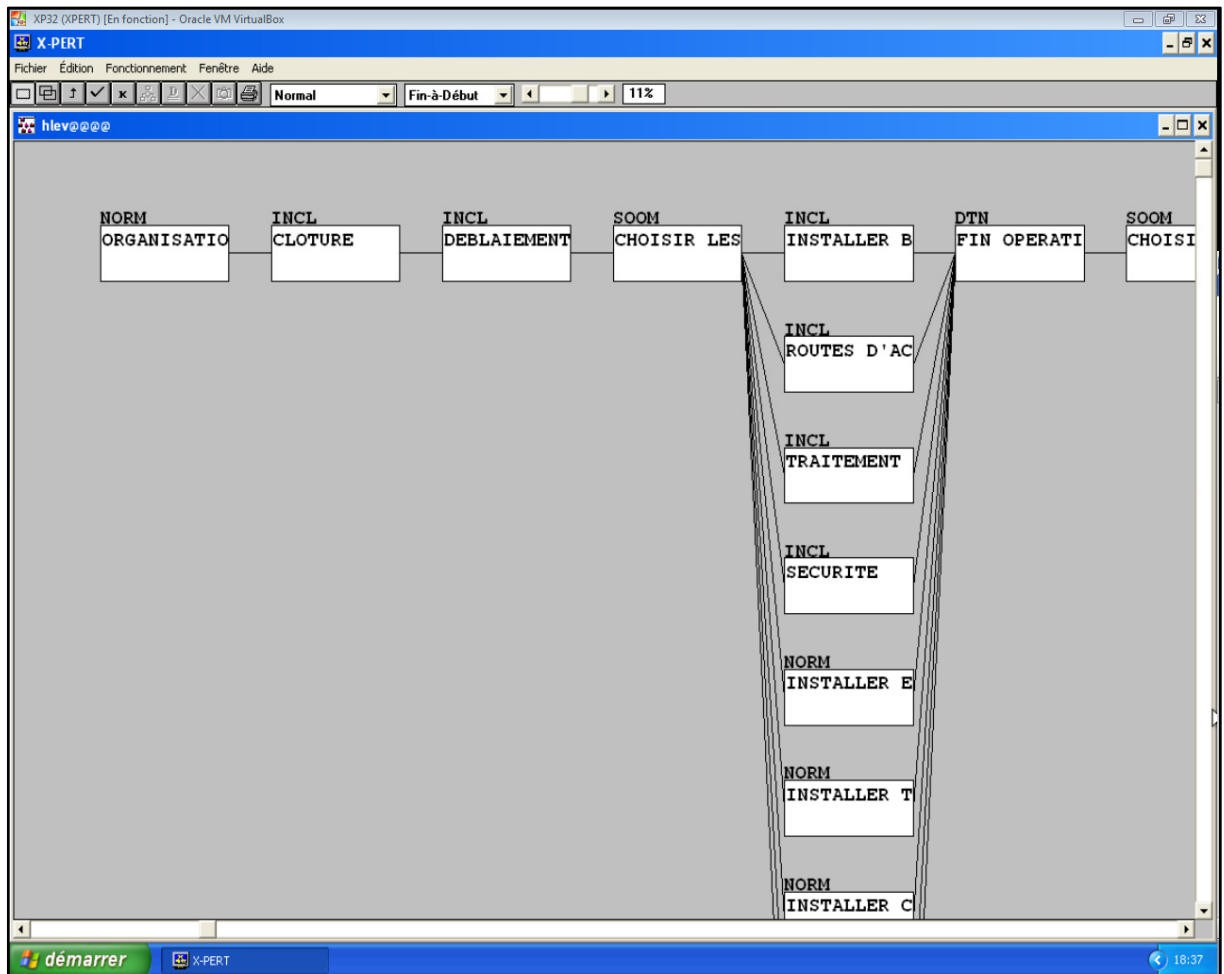 XP32 (XPERT) [En fonction] - Oracle VM VirtualBox
X-PERT
Fichier Édition Fonctionnement Fenêtre Aide
Normal Fin-à-Début 11%
hlev@@@@
NORM INCL INCL SOOM INCL DTN SOOM
ORGANISATIO CLOTURE DEBLAIEMENT CHOISIR LES INSTALLER B FIN OPERATI CHOISI
INCL
ROUTES D'AC
INCL
TRAITEMENT
INCL
SECURITE
NORM
INSTALLER E
NORM
INSTALLER T
NORM
INSTALLER C
démarrer X-PERT 18:37